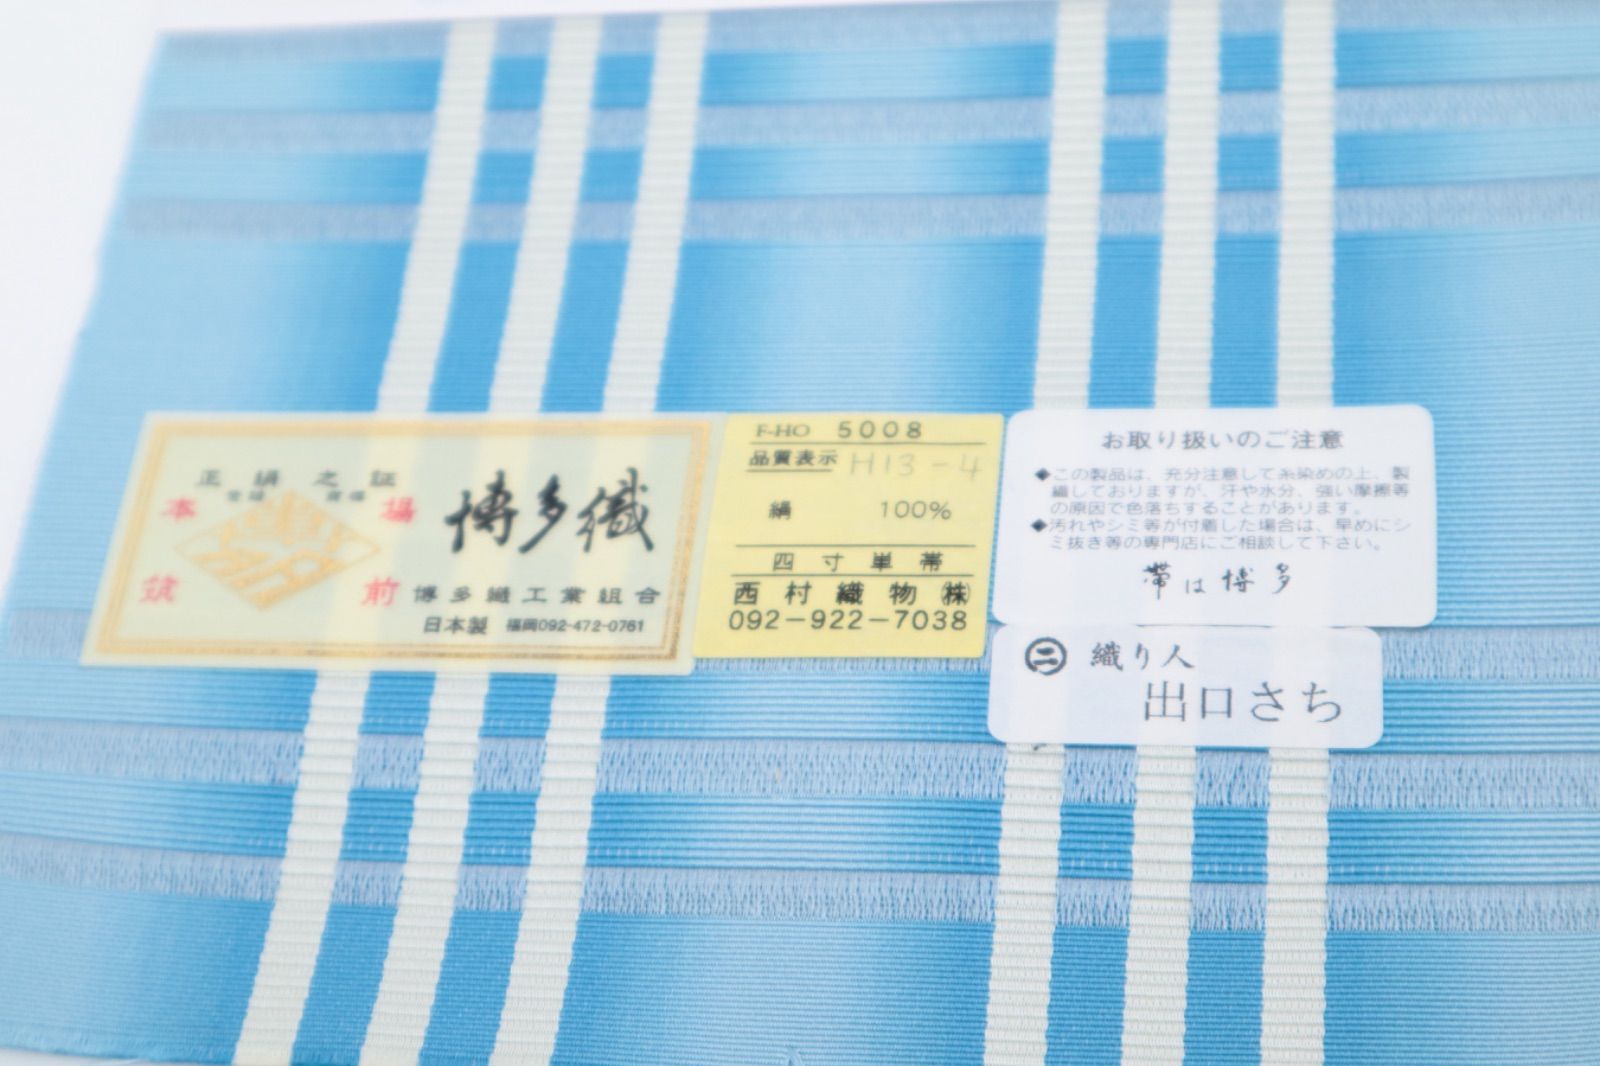 正絹之証
登録 商標
本場
筑前
博多織
博多織工業組合
日本製 福岡092-472-0761
F-HO 5008
品質表示 H13-4
絹 100%
四寸単帯
西村織物㈱
092-922-7038
お取り扱いのご注意
◆この製品は、充分注意して糸染めの上、製
織しておりますが、汗や水分、強い摩擦等
の原因で色落ちすることがあります。
◆汚れやシミ等が付着した場合は、早めにシ
ミ抜き等の専門店にご相談して下さい。
帯は博多
㊁ 織り人
出口さち